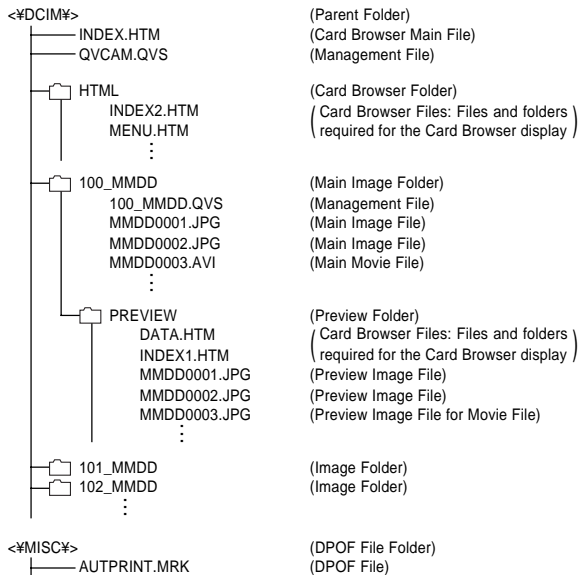 <¥DCIM¥> (Parent Folder)
INDEX.HTM (Card Browser Main File)
QVCAM.QVS (Management File)
HTML (Card Browser Folder)
INDEX2.HTM ( Card Browser Files: Files and folders
MENU.HTM required for the Card Browser display )
100_MMDD (Main Image Folder)
100_MMDD.QVS (Management File)
MMDD0001.JPG (Main Image File)
MMDD0002.JPG (Main Image File)
MMDD0003.AVI (Main Movie File)
PREVIEW (Preview Folder)
DATA.HTM ( Card Browser Files: Files and folders
INDEX1.HTM required for the Card Browser display )
MMDD0001.JPG (Preview Image File)
MMDD0002.JPG (Preview Image File)
MMDD0003.JPG (Preview Image File for Movie File)
101_MMDD (Image Folder)
102_MMDD (Image Folder)
<¥MISC¥> (DPOF File Folder)
AUTPRINT.MRK (DPOF File)